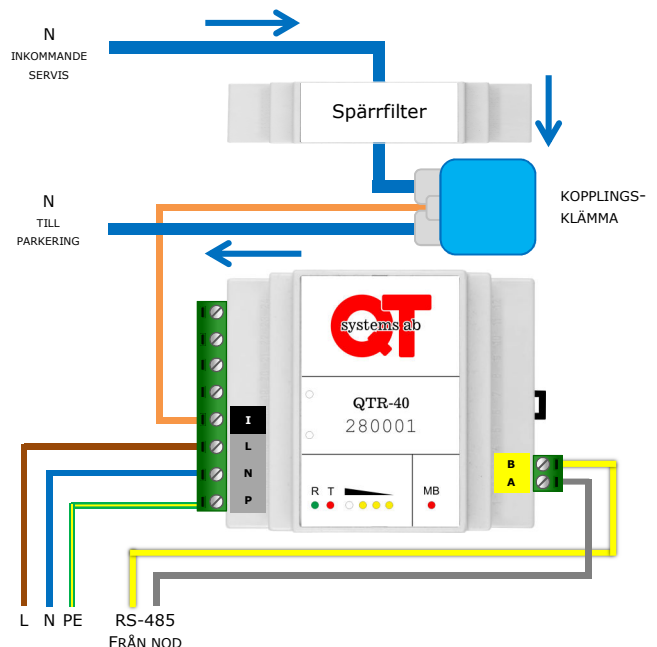 N
INKOMMANDE
SERVIS
Spärrfilter
N
TILL
PARKERING
KOPPLINGS-
KLÄMMA
QT
systems ab
QTR-40
280001
I
L
N
P
B
A
R T
MB
L N PE
RS-485
FRÅN NOD